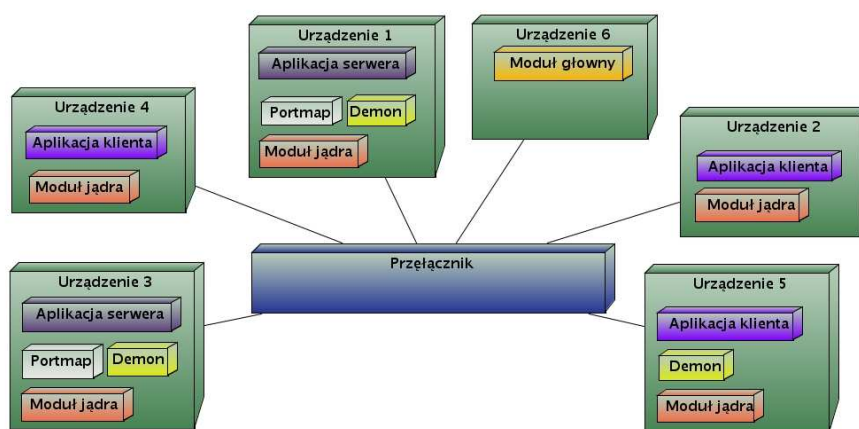 Urządzenie 1
Aplikacja serwera
Portmap
Demon
Moduł jądra
Urządzenie 6
Moduł głowny
Urządzenie 4
Aplikacja klienta
Moduł jądra
Urządzenie 2
Aplikacja klienta
Moduł jądra
Przęłącznik
Urządzenie 3
Aplikacja serwera
Portmap
Demon
Moduł jądra
Urządzenie 5
Aplikacja klienta
Demon
Moduł jądra